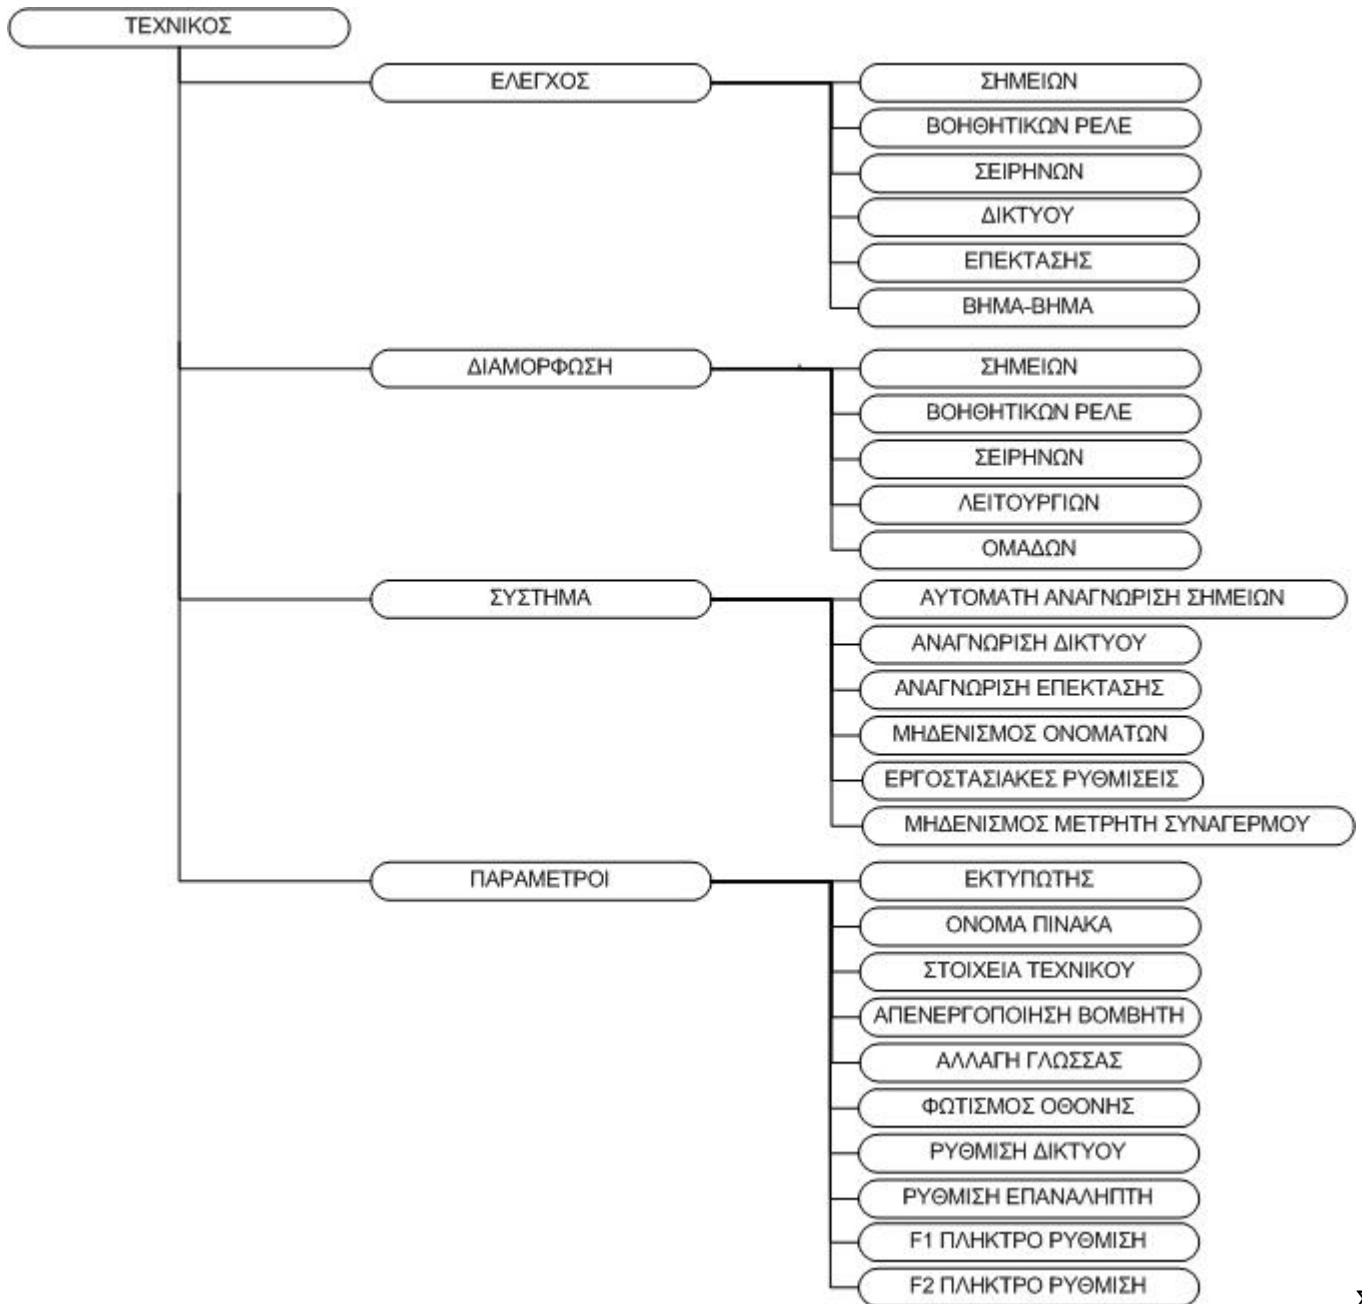 ΤΕΧΝΙΚΟΣ
ΕΛΕΓΧΟΣ
ΣΗΜΕΙΩΝ
ΒΟΗΘΗΤΙΚΩΝ ΡΕΛΕ
ΣΕΙΡΗΝΩΝ
ΔΙΚΤΥΟΥ
ΕΠΕΚΤΑΣΗΣ
ΒΗΜΑ-ΒΗΜΑ
ΔΙΑΜΟΡΦΩΣΗ
ΣΗΜΕΙΩΝ
ΒΟΗΘΗΤΙΚΩΝ ΡΕΛΕ
ΣΕΙΡΗΝΩΝ
ΛΕΙΤΟΥΡΓΙΩΝ
ΟΜΑΔΩΝ
ΣΥΣΤΗΜΑ
ΑΥΤΟΜΑΤΗ ΑΝΑΓΝΩΡΙΣΗ ΣΗΜΕΙΩΝ
ΑΝΑΓΝΩΡΙΣΗ ΔΙΚΤΥΟΥ
ΑΝΑΓΝΩΡΙΣΗ ΕΠΕΚΤΑΣΗΣ
ΜΗΔΕΝΙΣΜΟΣ ΟΝΟΜΑΤΩΝ
ΕΡΓΟΣΤΑΣΙΑΚΕΣ ΡΥΘΜΙΣΕΙΣ
ΜΗΔΕΝΙΣΜΟΣ ΜΕΤΡΗΤΗ ΣΥΝΑΓΕΡΜΟΥ
ΠΑΡΑΜΕΤΡΟΙ
ΕΚΤΥΠΩΤΗΣ
ΟΝΟΜΑ ΠΙΝΑΚΑ
ΣΤΟΙΧΕΙΑ ΤΕΧΝΙΚΟΥ
ΑΠΕΝΕΡΓΟΠΟΙΗΣΗ ΒΟΜΒΗΤΗ
ΑΛΛΑΓΗ ΓΛΩΣΣΑΣ
ΦΩΤΙΣΜΟΣ ΟΘΟΝΗΣ
ΡΥΘΜΙΣΗ ΔΙΚΤΥΟΥ
ΡΥΘΜΙΣΗ ΕΠΑΝΑΛΗΠΤΗ
F1 ΠΛΗΚΤΡΟ ΡΥΘΜΙΣΗ
F2 ΠΛΗΚΤΡΟ ΡΥΘΜΙΣΗ